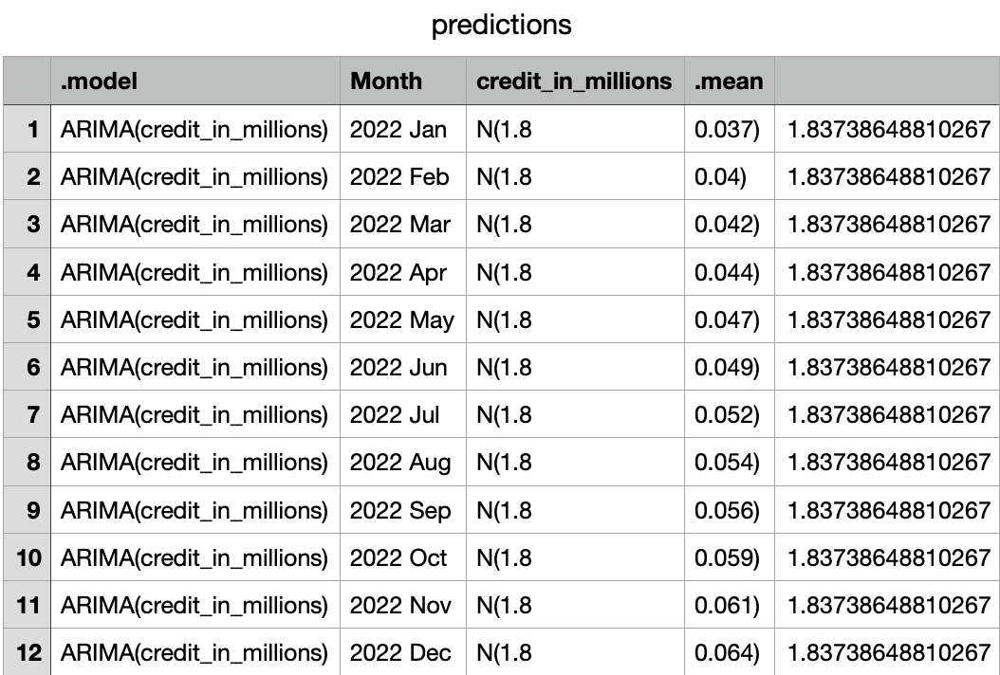 predictions
.model Month credit_in_millions .mean
1 ARIMA(credit_in_millions) 2022 Jan N(1.8 0.037) 1.83738648810267
2 ARIMA(credit_in_millions) 2022 Feb N(1.8 0.04) 1.83738648810267
3 ARIMA(credit_in_millions) 2022 Mar N(1.8 0.042) 1.83738648810267
4 ARIMA(credit_in_millions) 2022 Apr N(1.8 0.044) 1.83738648810267
5 ARIMA(credit_in_millions) 2022 May N(1.8 0.047) 1.83738648810267
6 ARIMA(credit_in_millions) 2022 Jun N(1.8 0.049) 1.83738648810267
7 ARIMA(credit_in_millions) 2022 Jul N(1.8 0.052) 1.83738648810267
8 ARIMA(credit_in_millions) 2022 Aug N(1.8 0.054) 1.83738648810267
9 ARIMA(credit_in_millions) 2022 Sep N(1.8 0.056) 1.83738648810267
10 ARIMA(credit_in_millions) 2022 Oct N(1.8 0.059) 1.83738648810267
11 ARIMA(credit_in_millions) 2022 Nov N(1.8 0.061) 1.83738648810267
12 ARIMA(credit_in_millions) 2022 Dec N(1.8 0.064) 1.83738648810267